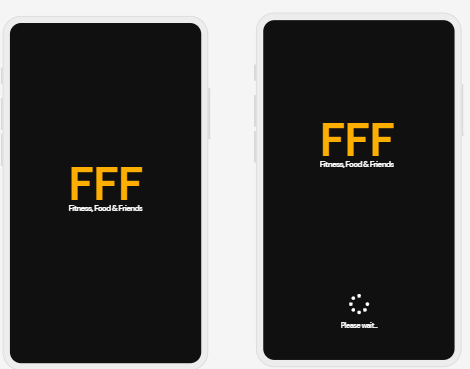 FFF
Fitness, Food & Friends
FFF
Fitness, Food & Friends
Please wait...